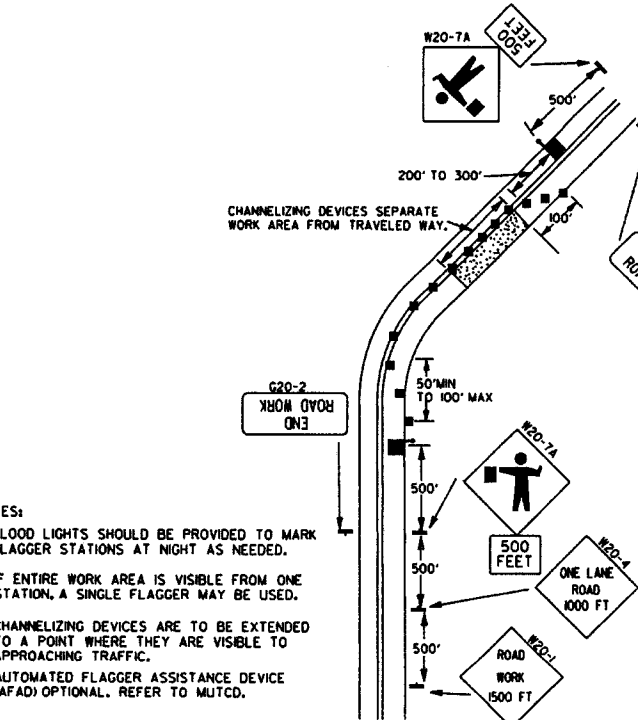 W20-7A
500
FEET
500'
200' TO 300'
CHANNELIZING DEVICES SEPARATE
WORK AREA FROM TRAVELED WAY.
100'
G20-2
END
ROAD WORK
50'MIN
TO 100' MAX
W20-7A
500'
500
FEET
W20-4
500'
ONE LANE
ROAD
1000 FT
W20-1
500'
ROAD
WORK
1500 FT
ES:
LOOD LIGHTS SHOULD BE PROVIDED TO MARK
LAGGER STATIONS AT NIGHT AS NEEDED.
F ENTIRE WORK AREA IS VISIBLE FROM ONE
STATION, A SINGLE FLAGGER MAY BE USED.
CHANNELIZING DEVICES ARE TO BE EXTENDED
TO A POINT WHERE THEY ARE VISIBLE TO
APPROACHING TRAFFIC.
AUTOMATED FLAGGER ASSISTANCE DEVICE
AFAD) OPTIONAL. REFER TO MUTCD.